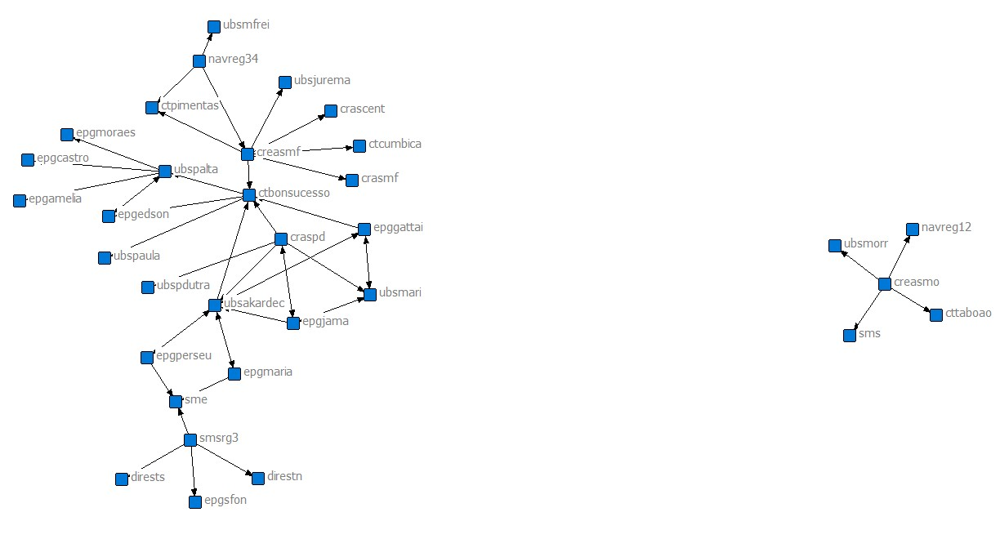 ubsmfrei
navreg34
ubsjurema
ctpimentas
crascent
epgmoraes
ctcumbica
creasmf
epgcastro
ubspalta
crasmf
ctbonsucesso
epgamelia
epgedson
epggattai
craspd
ubspaula
ubspdutra
ubsmari
ubsakardec
epgjama
epgperseu
epgmaria
sme
smsrg3
dirests
direstn
epgsfon
navreg12
ubsmorr
creasmo
cttaboao
sms